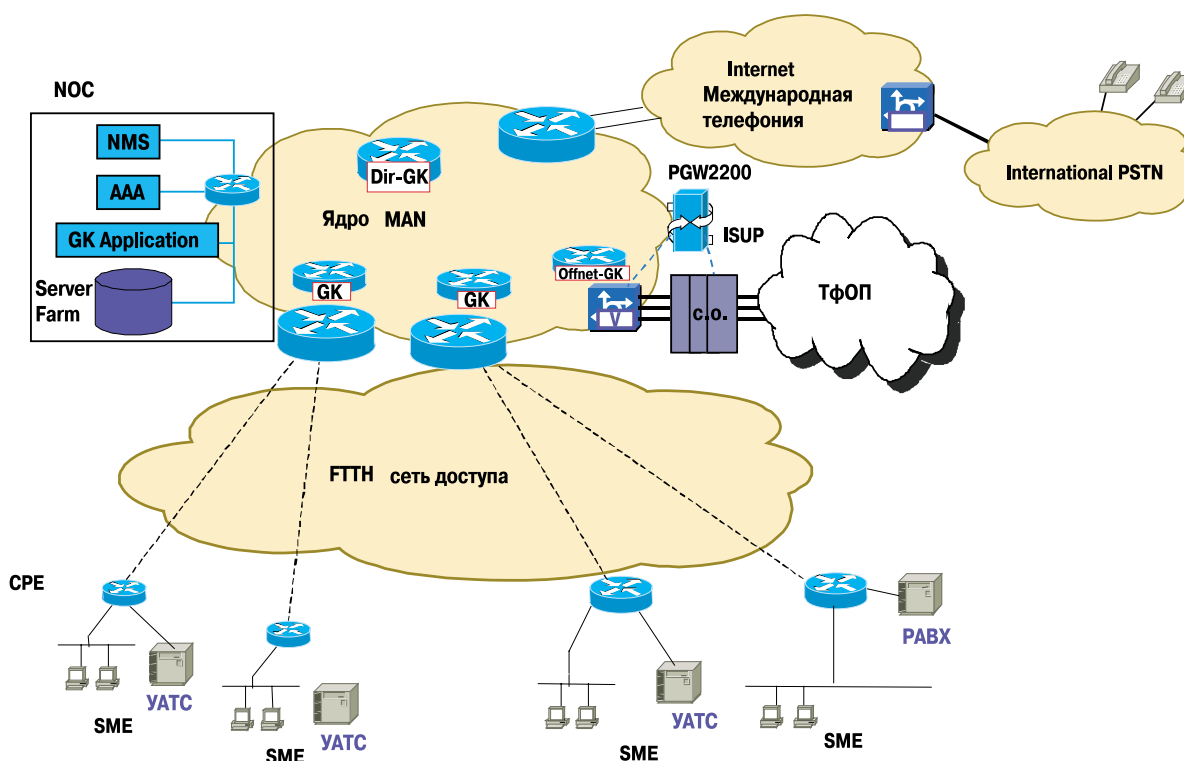 NOC
NMS
AAA
GK Application
Server
Farm
Dir-GK
Ядро MAN
GK
GK
Offnet-GK
V
Internet
Международная
телефония
International PSTN
PGW2200
ISUP
с.о.
ТфОП
FTTH сеть доступа
CPE
SME
УАТС
SME
УАТС
SME
УАТС
SME
PABX